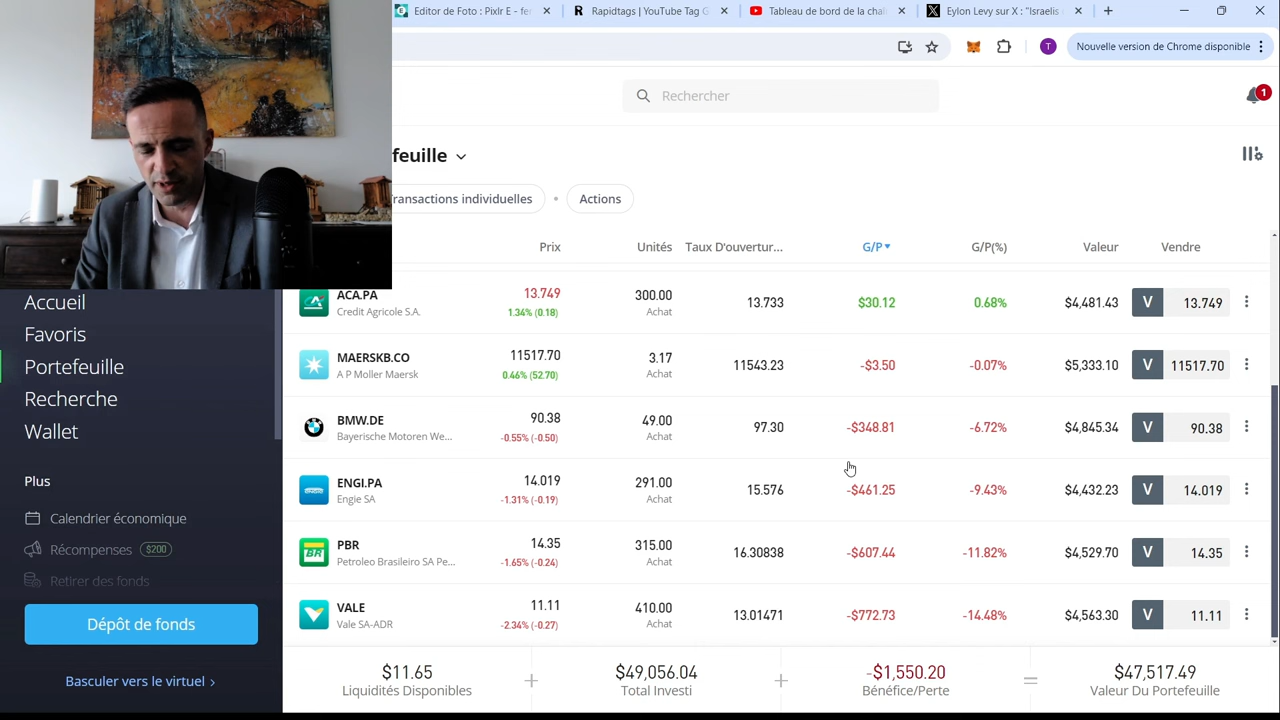 Editor de Foto : Pixlr E - fer
Rapidtags | YouTube Tag G
Tableau de bord de la chaî
Eylon Levy sur X : "Israelis
T
Nouvelle version de Chrome disponible
Rechercher
1
feuille
Transactions individuelles
Actions
Prix
Unités
Taux D'ouvertur...
G/P
G/P(%)
Valeur
Vendre
ACA.PA
Credit Agricole S.A.
13.749
1.34% (0.18)
300.00
Achat
13.733
$30.12
0.68%
$4,481.43
V
13.749
MAERSKB.CO
A P Moller Maersk
11517.70
0.46% (52.70)
3.17
Achat
11543.23
-$3.50
-0.07%
$5,333.10
V
11517.70
BMW.DE
Bayerische Motoren We...
90.38
-0.55% (-0.50)
49.00
Achat
97.30
-$348.81
-6.72%
$4,845.34
V
90.38
ENGI.PA
Engie SA
14.019
-1.31% (-0.19)
291.00
Achat
15.576
-$461.25
-9.43%
$4,432.23
V
14.019
PBR
Petroleo Brasileiro SA Pe...
14.35
-1.65% (-0.24)
315.00
Achat
16.30838
-$607.44
-11.82%
$4,529.70
V
14.35
VALE
Vale SA-ADR
11.11
-2.34% (-0.27)
410.00
Achat
13.01471
-$772.73
-14.48%
$4,563.30
V
11.11
Accueil
Favoris
Portefeuille
Recherche
Wallet
Plus
Calendrier économique
Récompenses $200
Retirer des fonds
Dépôt de fonds
Basculer vers le virtuel >
$11.65
Liquidités Disponibles
+
$49,056.04
Total Investi
+
-$1,550.20
Bénéfice/Perte
=
$47,517.49
Valeur Du Portefeuille